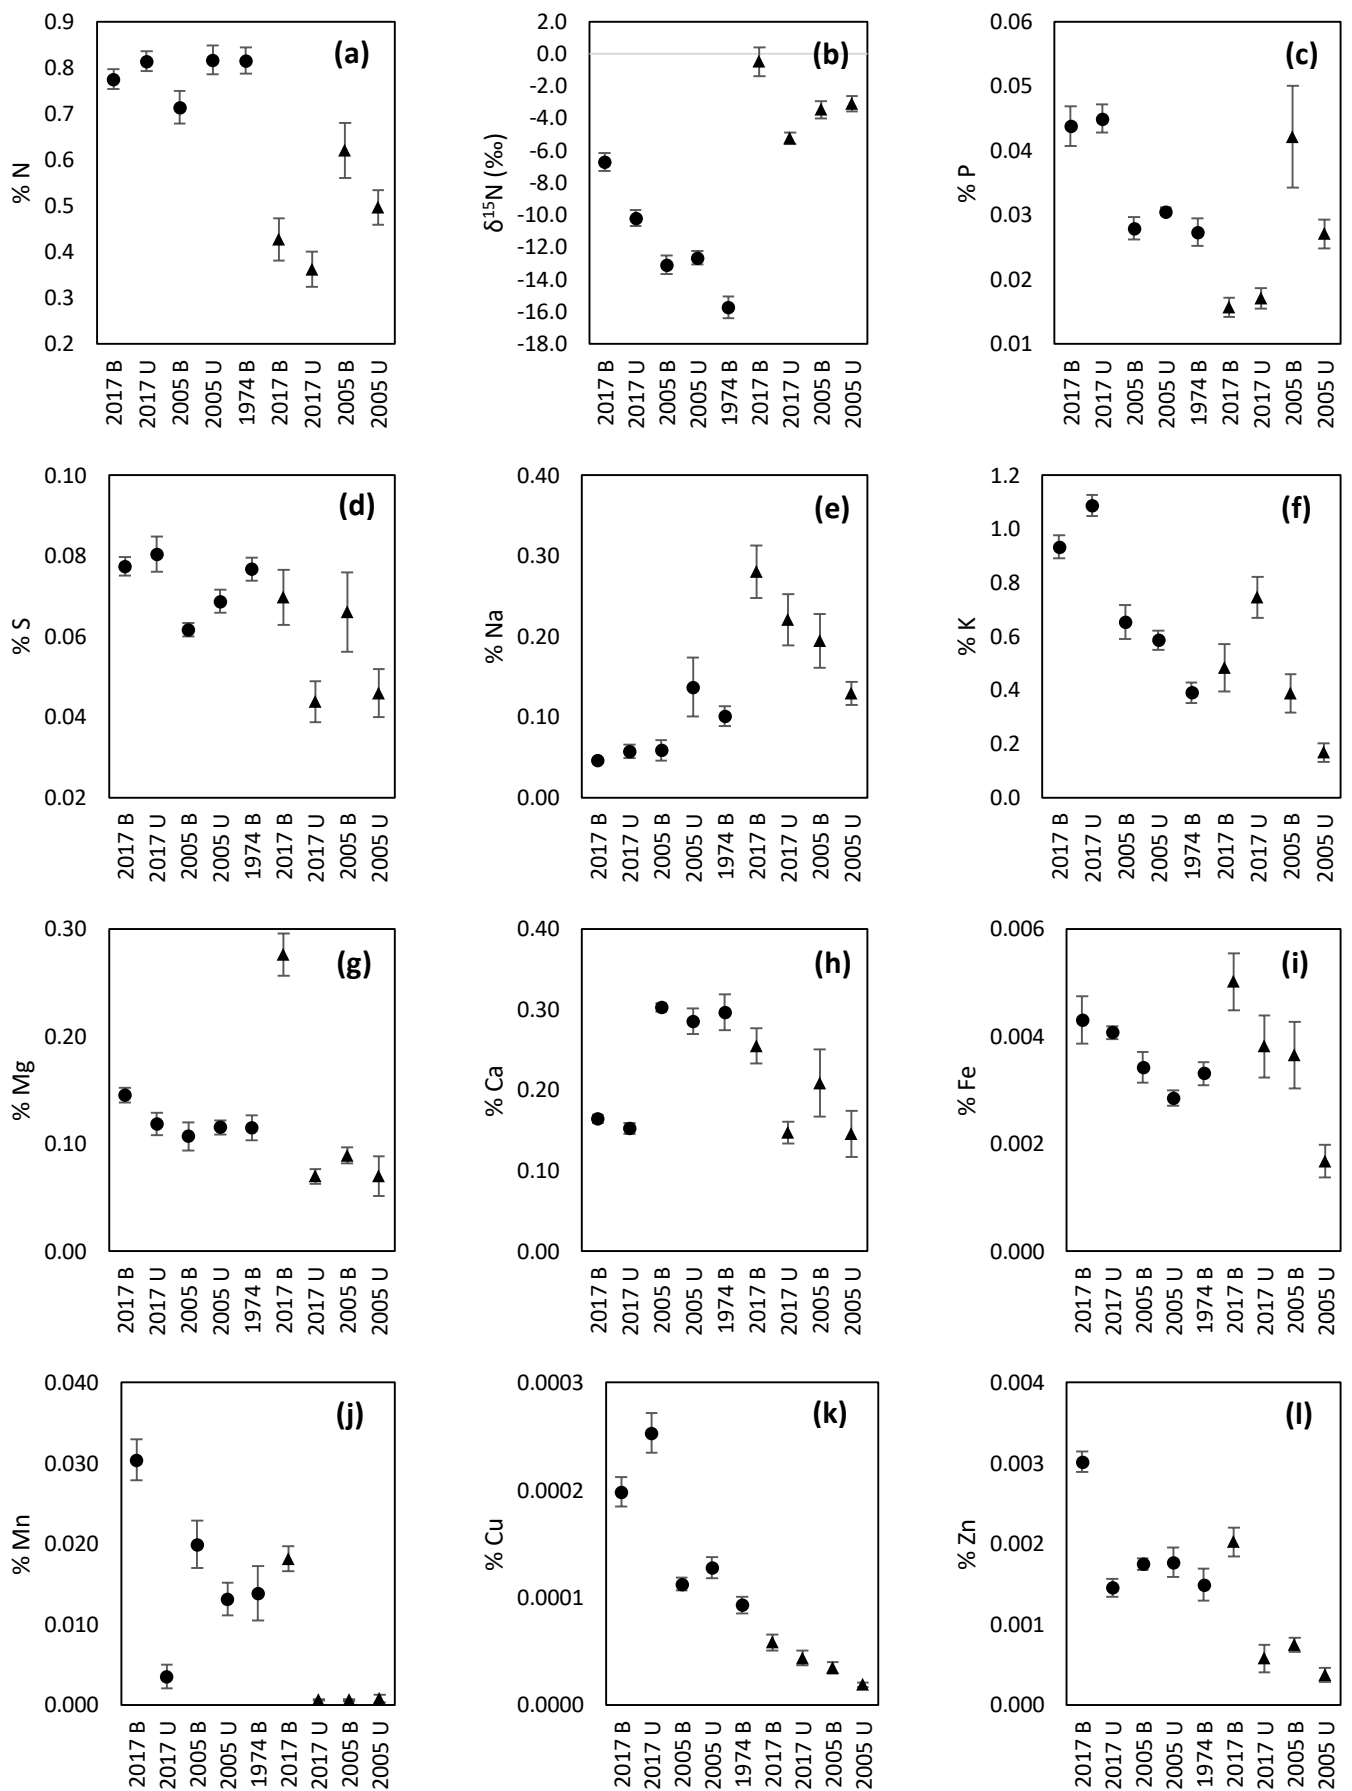 (a)
% N
0.9
0.8
0.7
0.6
0.5
0.4
0.3
0.2
2017 B
2017 U
2005 B
2005 U
1974 B
2017 B
2017 U
2005 B
2005 U
(b)
δ¹⁵N (‰)
2.0
0.0
-2.0
-4.0
-6.0
-8.0
-10.0
-12.0
-14.0
-16.0
-18.0
2017 B
2017 U
2005 B
2005 U
1974 B
2017 B
2017 U
2005 B
2005 U
(c)
% P
0.06
0.05
0.04
0.03
0.02
0.01
2017 B
2017 U
2005 B
2005 U
1974 B
2017 B
2017 U
2005 B
2005 U
(d)
% S
0.10
0.08
0.06
0.04
0.02
2017 B
2017 U
2005 B
2005 U
1974 B
2017 B
2017 U
2005 B
2005 U
(e)
% Na
0.40
0.30
0.20
0.10
0.00
2017 B
2017 U
2005 B
2005 U
1974 B
2017 B
2017 U
2005 B
2005 U
(f)
% K
1.2
1.0
0.8
0.6
0.4
0.2
0.0
2017 B
2017 U
2005 B
2005 U
1974 B
2017 B
2017 U
2005 B
2005 U
(g)
% Mg
0.30
0.20
0.10
0.00
2017 B
2017 U
2005 B
2005 U
1974 B
2017 B
2017 U
2005 B
2005 U
(h)
% Ca
0.40
0.30
0.20
0.10
0.00
2017 B
2017 U
2005 B
2005 U
1974 B
2017 B
2017 U
2005 B
2005 U
(i)
% Fe
0.006
0.004
0.002
0.000
2017 B
2017 U
2005 B
2005 U
1974 B
2017 B
2017 U
2005 B
2005 U
(j)
% Mn
0.040
0.030
0.020
0.010
0.000
2017 B
2017 U
2005 B
2005 U
1974 B
2017 B
2017 U
2005 B
2005 U
(k)
% Cu
0.0003
0.0002
0.0001
0.0000
2017 B
2017 U
2005 B
2005 U
1974 B
2017 B
2017 U
2005 B
2005 U
(l)
% Zn
0.004
0.003
0.002
0.001
0.000
2017 B
2017 U
2005 B
2005 U
1974 B
2017 B
2017 U
2005 B
2005 U